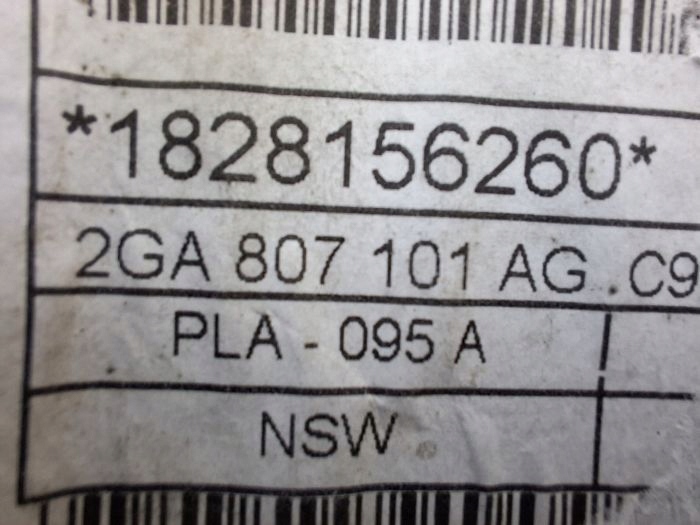 *1828156260*
2GA 807 101 AG .C9
PLA - 095 A
NSW